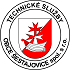 TECHNICKÉ SLUŽBY
OBCE ŠESTAJOVICE spol. s r.o.